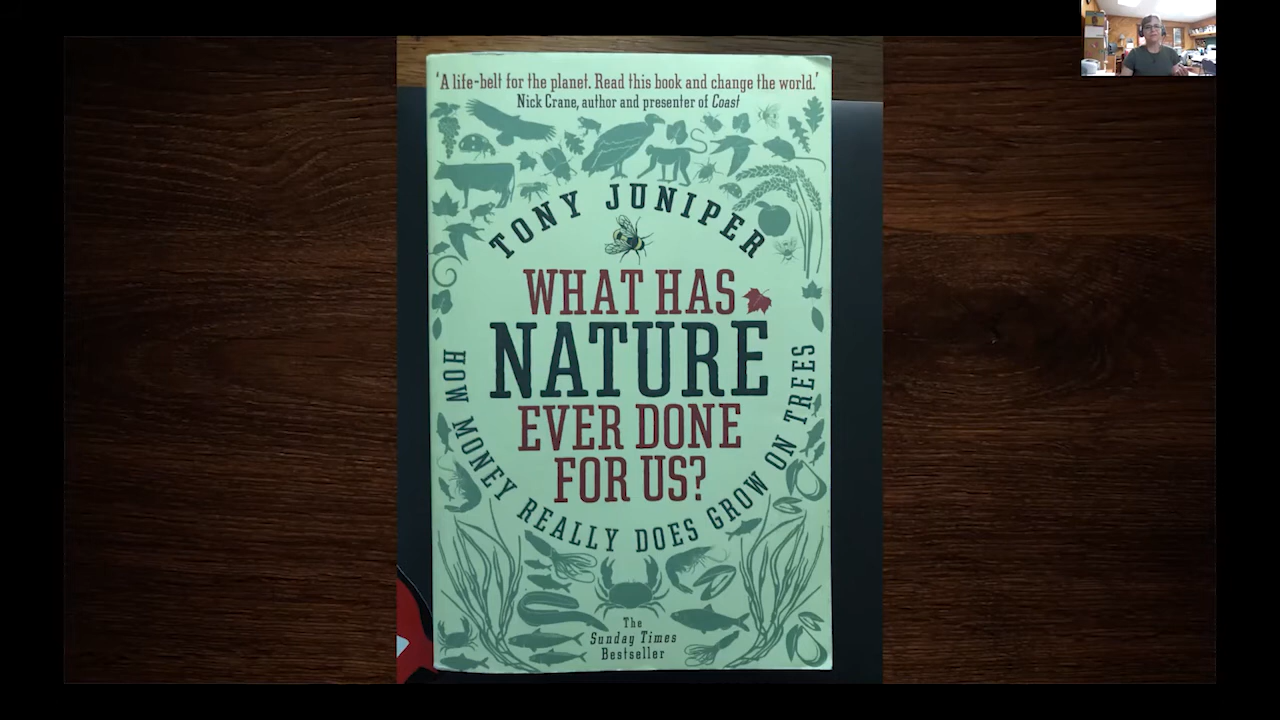 'A life-belt for the planet. Read this book and change the world.'
Nick Crane, author and presenter of Coast
TONY JUNIPER
WHAT HAS
NATURE
EVER DONE
FOR US?
HOW MONEY REALLY DOES GROW ON TREES
The
Sunday Times
Bestseller